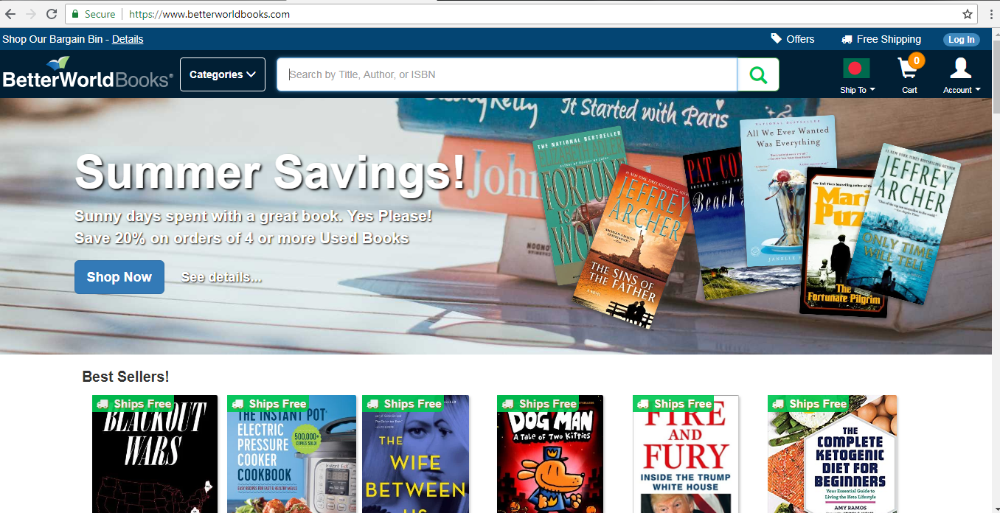 Secure https://www.betterworldbooks.com
Shop Our Bargain Bin - Details
Offers
Free Shipping
Log In
BetterWorldBooks®
Categories
Search by Title, Author, or ISBN
Ship To
0
Cart
Account
Summer Savings!
Sunny days spent with a great book. Yes Please!
Save 20% on orders of 4 or more Used Books
Shop Now
See details...
Kelly
It Started with Paris
John
THE NATIONAL BESTSELLER
FORTUNE
IS
JEFFREY
ARCHER
THE SINS OF
THE FATHER
PAT
Beach
All We Ever Wanted
Was Everything
JANELLE
The
Fortunate Pilgrim
JEFFREY
ARCHER
ONLY TIME
WILL TELL
Best Sellers!
Ships Free
BLACKOUT
WARS
Ships Free
THE INSTANT POT®
ELECTRIC
PRESSURE
COOKER
COOKBOOK
500,000+
COPIES SOLD!
EASY RECIPES FOR FAST & HEALTHY MEALS
Instant Pot
Ships Free
THE
WIFE
BETWEEN
US
Ships Free
DOG MAN
A TALE OF TWO KITTIES
Ships Free
FIRE
AND
FURY
INSIDE THE TRUMP
WHITE HOUSE
Ships Free
THE
COMPLETE
KETOGENIC
DIET FOR
BEGINNERS
Your Essential Guide to
Living the Keto Lifestyle
AMY RAMOS